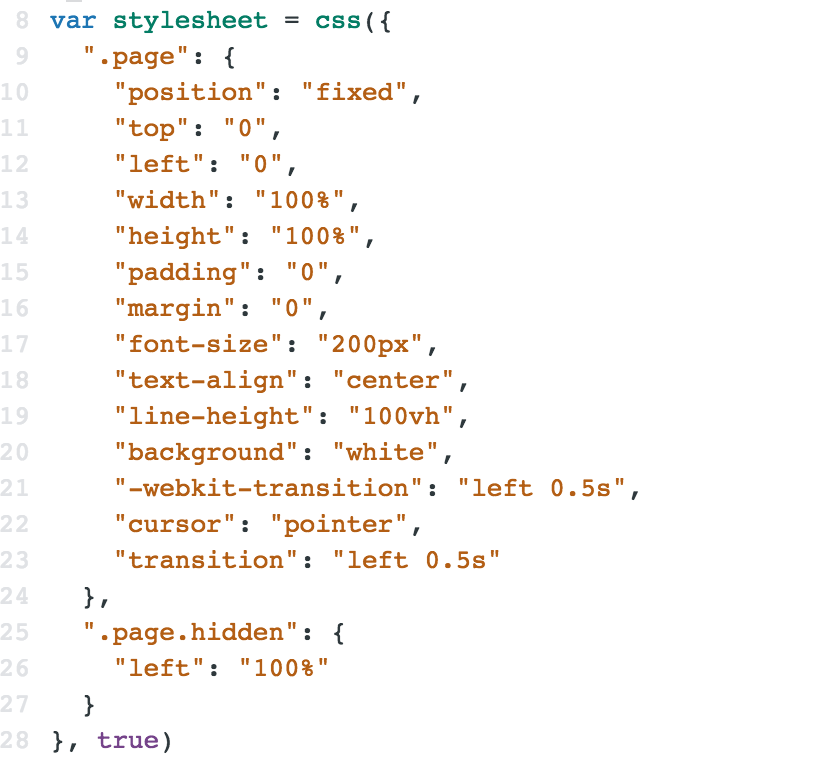 8 var stylesheet = css({
9 ".page": {
10 "position": "fixed",
11 "top": "0",
12 "left": "0",
13 "width": "100%",
14 "height": "100%",
15 "padding": "0",
16 "margin": "0",
17 "font-size": "200px",
18 "text-align": "center",
19 "line-height": "100vh",
20 "background": "white",
21 "-webkit-transition": "left 0.5s",
22 "cursor": "pointer",
23 "transition": "left 0.5s"
24 },
25 ".page.hidden": {
26 "left": "100%"
27 }
28 }, true)